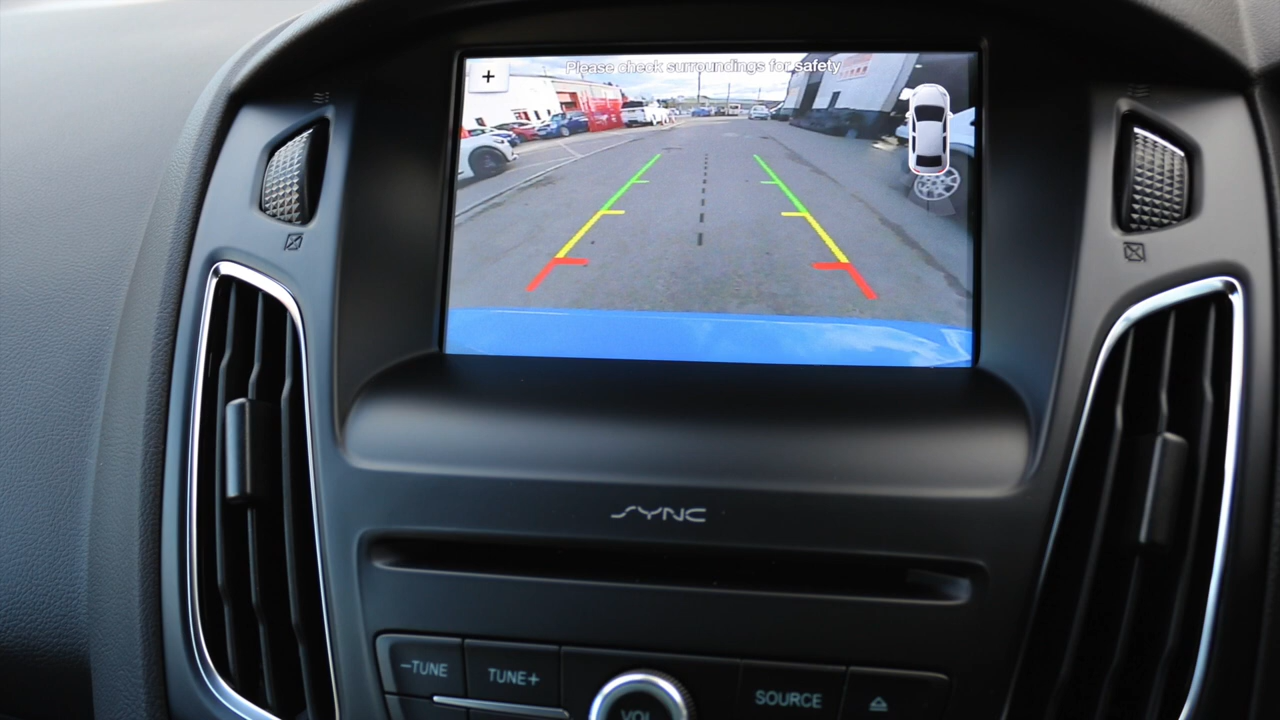 +
Please check surroundings for safety
SYNC
−TUNE
TUNE+
VOL
SOURCE